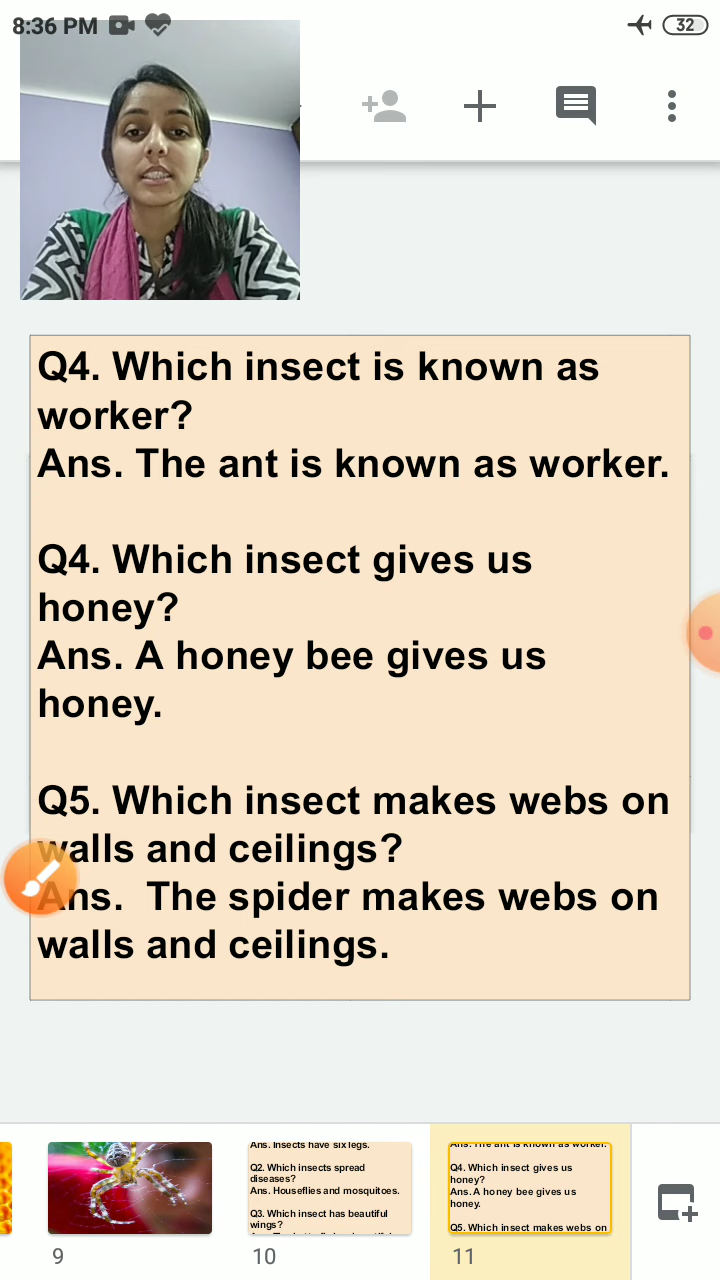 8:36 PM
32
Q4. Which insect is known as
worker?
Ans. The ant is known as worker.
Q4. Which insect gives us
honey?
Ans. A honey bee gives us
honey.
Q5. Which insect makes webs on
walls and ceilings?
Ans.  The spider makes webs on
walls and ceilings.
Ans. Insects have six legs.
Q2. Which insects spread
diseases?
Ans. Houseflies and mosquitoes.
Q3. Which insect has beautiful
wings?
Ans. The ant is known as worker.
Q4. Which insect gives us
honey?
Ans. A honey bee gives us
honey.
Q5. Which insect makes webs on
9
10
11